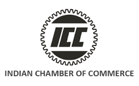 ICC
INDIAN CHAMBER OF COMMERCE